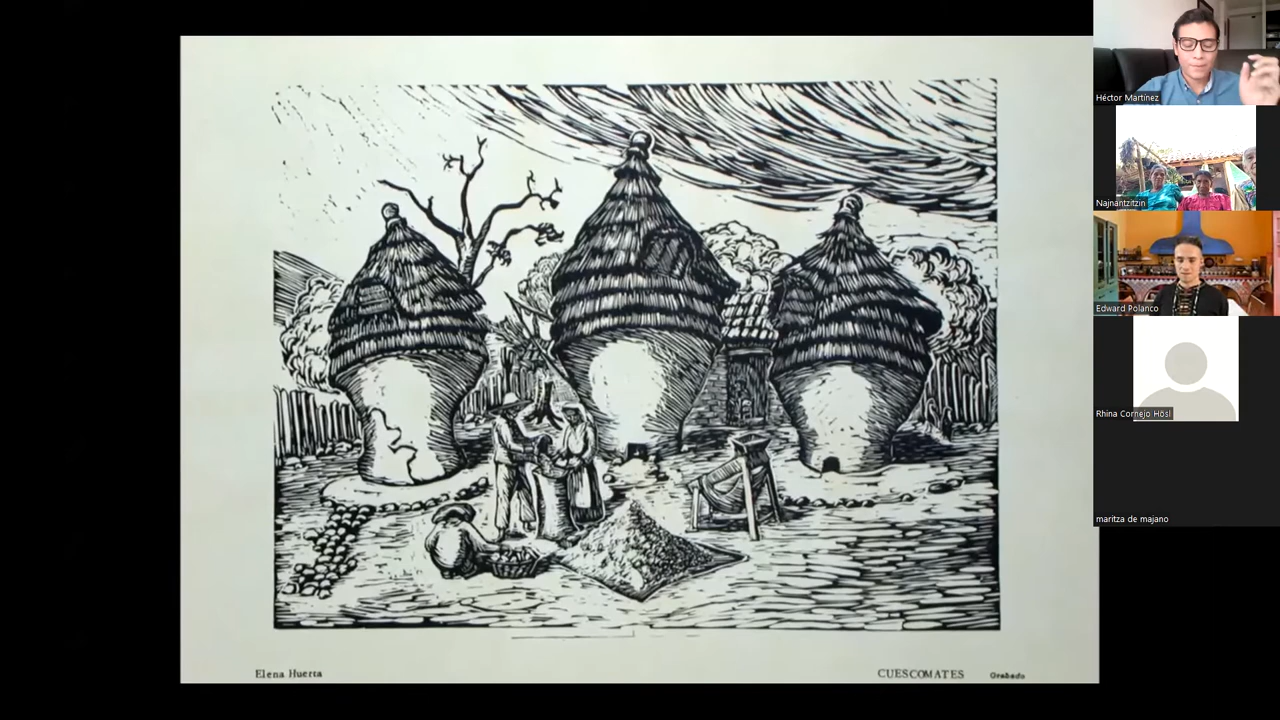 Elena Huerta
CUESCOMATES Grabado
Héctor Martínez
Najnantzitzin
Edward Polanco
Rhina Cornejo Hösl
maritza de majano